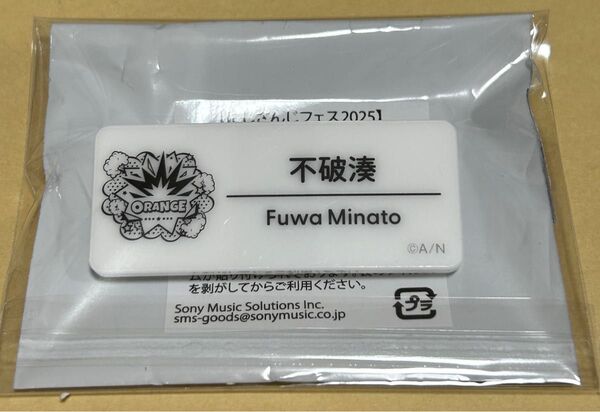 にじさんじフェス2025】
ORANGE
不破湊
Fuwa Minato
©A/N
を剥がしてからご利用ください。
Sony Music Solutions Inc.
sms-goods@sonymusic.co.jp
プラ